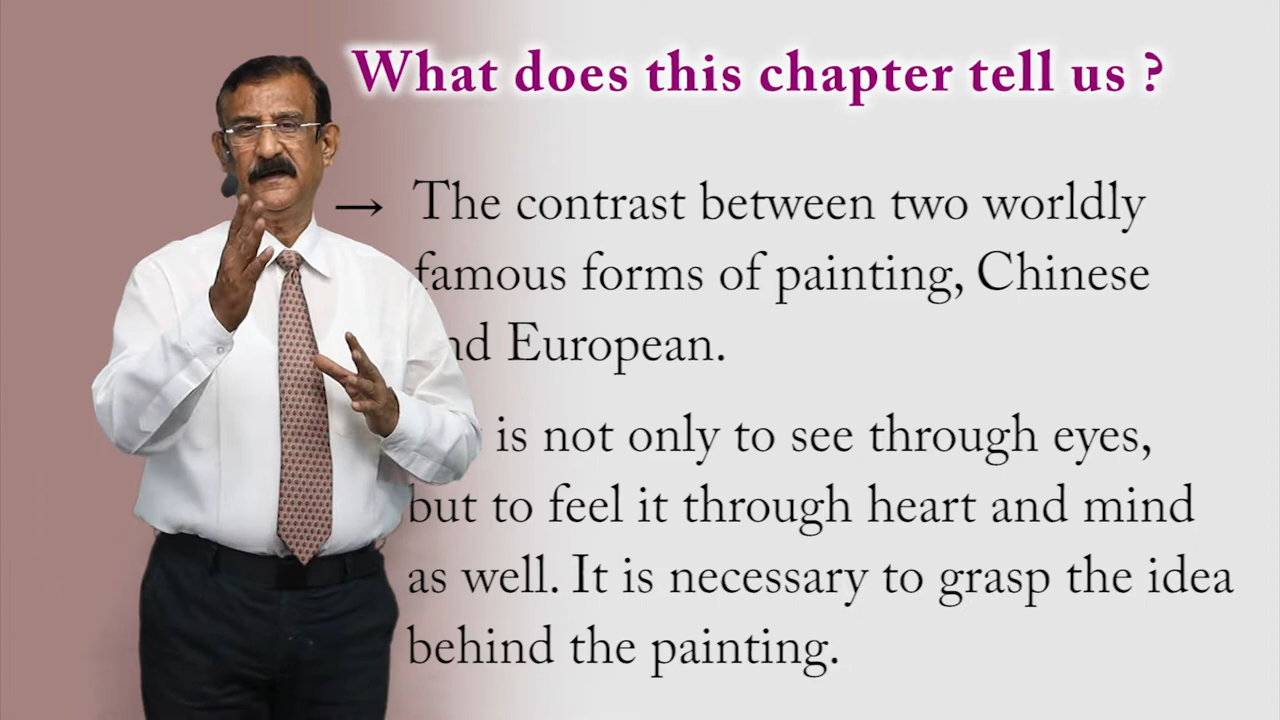 What does this chapter tell us ?
→ The contrast between two worldly
famous forms of painting, Chinese
and European.
is not only to see through eyes,
but to feel it through heart and mind
as well. It is necessary to grasp the idea
behind the painting.